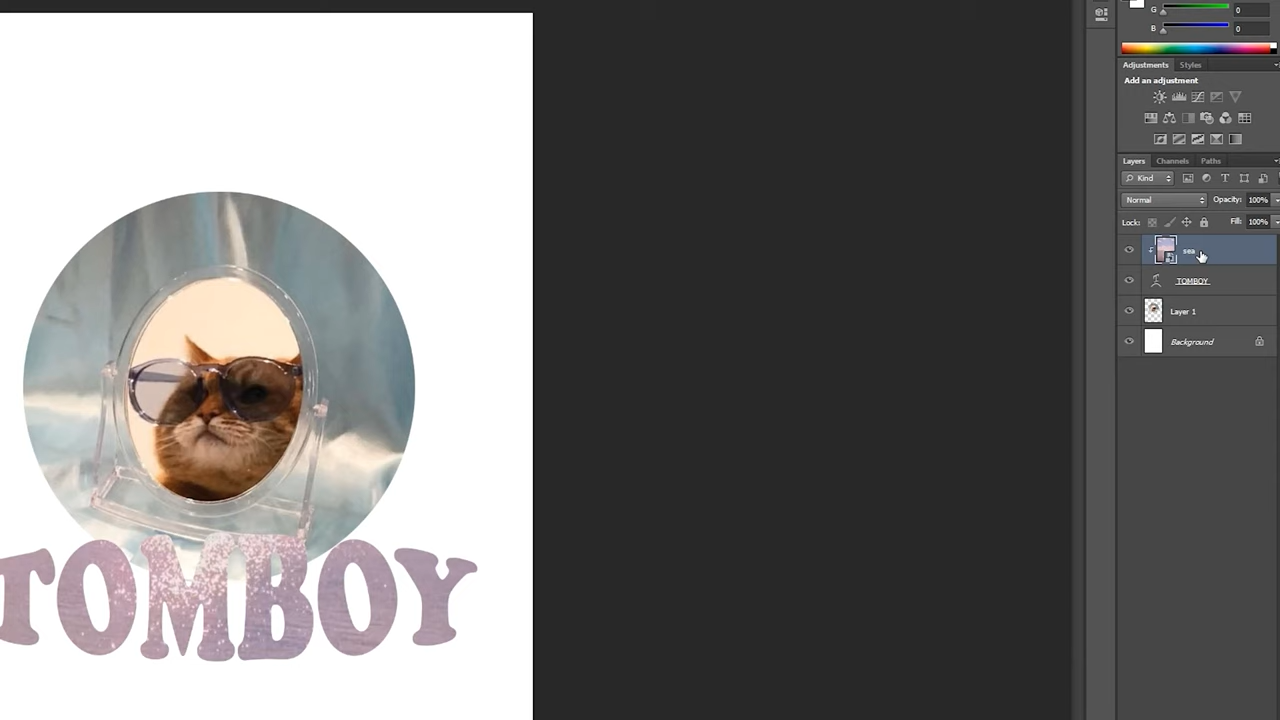 G 0
B 0
Adjustments Styles
Add an adjustment
Layers Channels Paths
Kind
Normal Opacity: 100%
Lock: Fill: 100%
sea
TOMBOY
Layer 1
Background
TOMBOY